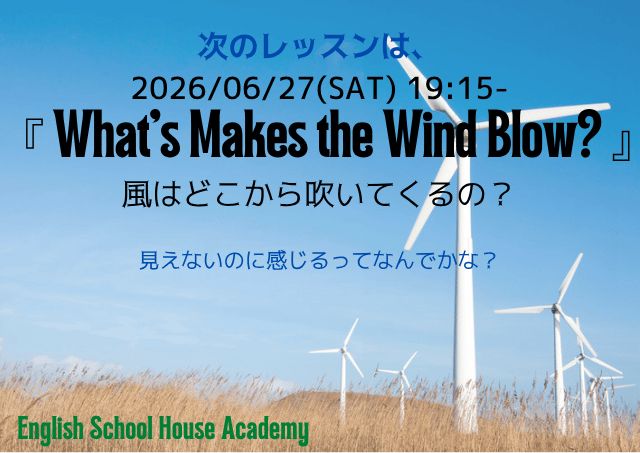 次のレッスンは、
2026/06/27(SAT) 19:15-
『 What's Makes the Wind Blow? 』
風はどこから吹いてくるの？
見えないのに感じるってなんでかな？
English School House Academy